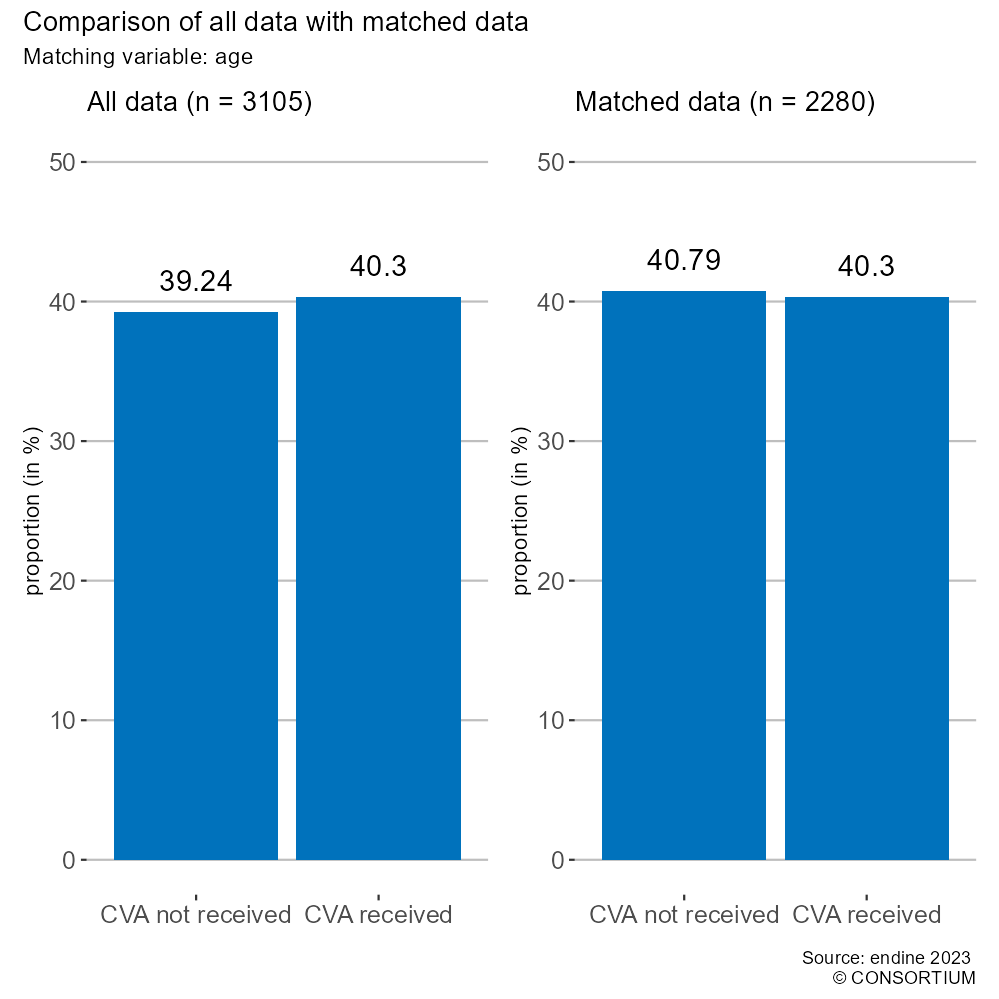 Comparison of all data with matched data
Matching variable: age
All data (n = 3105)
50
40
30
20
10
0
proportion (in %)
39.24
40.3
CVA not received
CVA received
Matched data (n = 2280)
50
40
30
20
10
0
proportion (in %)
40.79
40.3
CVA not received
CVA received
Source: endine 2023
© CONSORTIUM